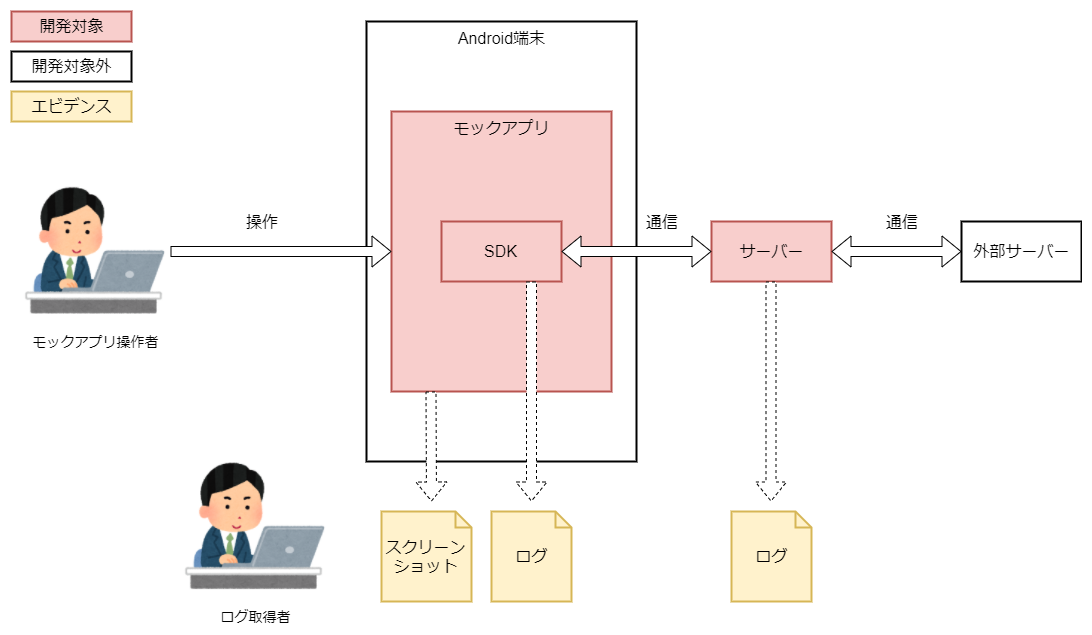 開発対象
開発対象外
エビデンス
Android端末
モックアプリ
操作
SDK
通信
サーバー
通信
外部サーバー
モックアプリ操作者
スクリーン
ショット
ログ
ログ
ログ取得者